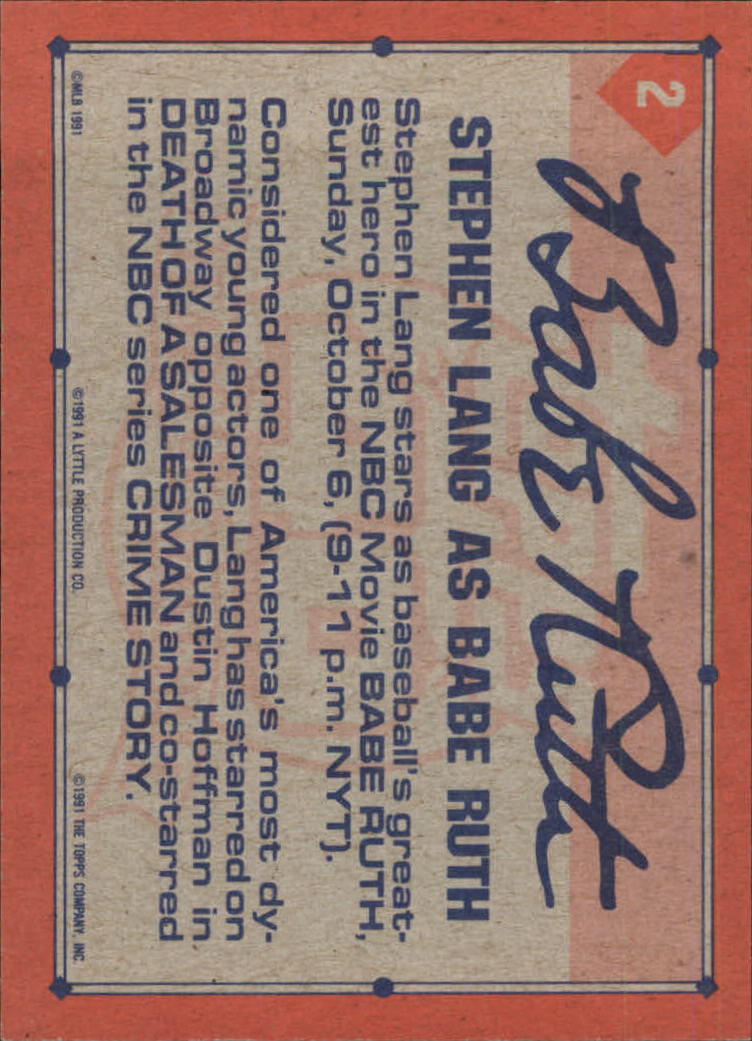 2
Babe Ruth
STEPHEN LANG AS BABE RUTH
Stephen Lang stars as baseball's great-
est hero in the NBC Movie BABE RUTH,
Sunday, October 6, (9-11 p.m. NYT).
Considered one of America's most dy-
namic young actors, Lang has starred on
Broadway opposite Dustin Hoffman in
DEATH OF A SALESMAN and co-starred
in the NBC series CRIME STORY.
©MLB 1991 ©1991 A LYTTLE PRODUCTION CO. ©1991 THE TOPPS COMPANY, INC.